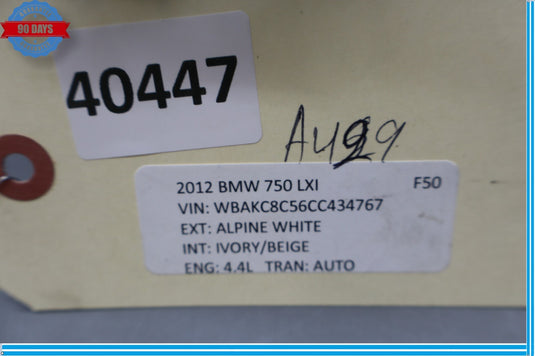 90 DAYS
40447
2012 BMW 750 LXI F50
VIN: WBAKC8C56CC434767
EXT: ALPINE WHITE
INT: IVORY/BEIGE
ENG: 4.4L TRAN: AUTO